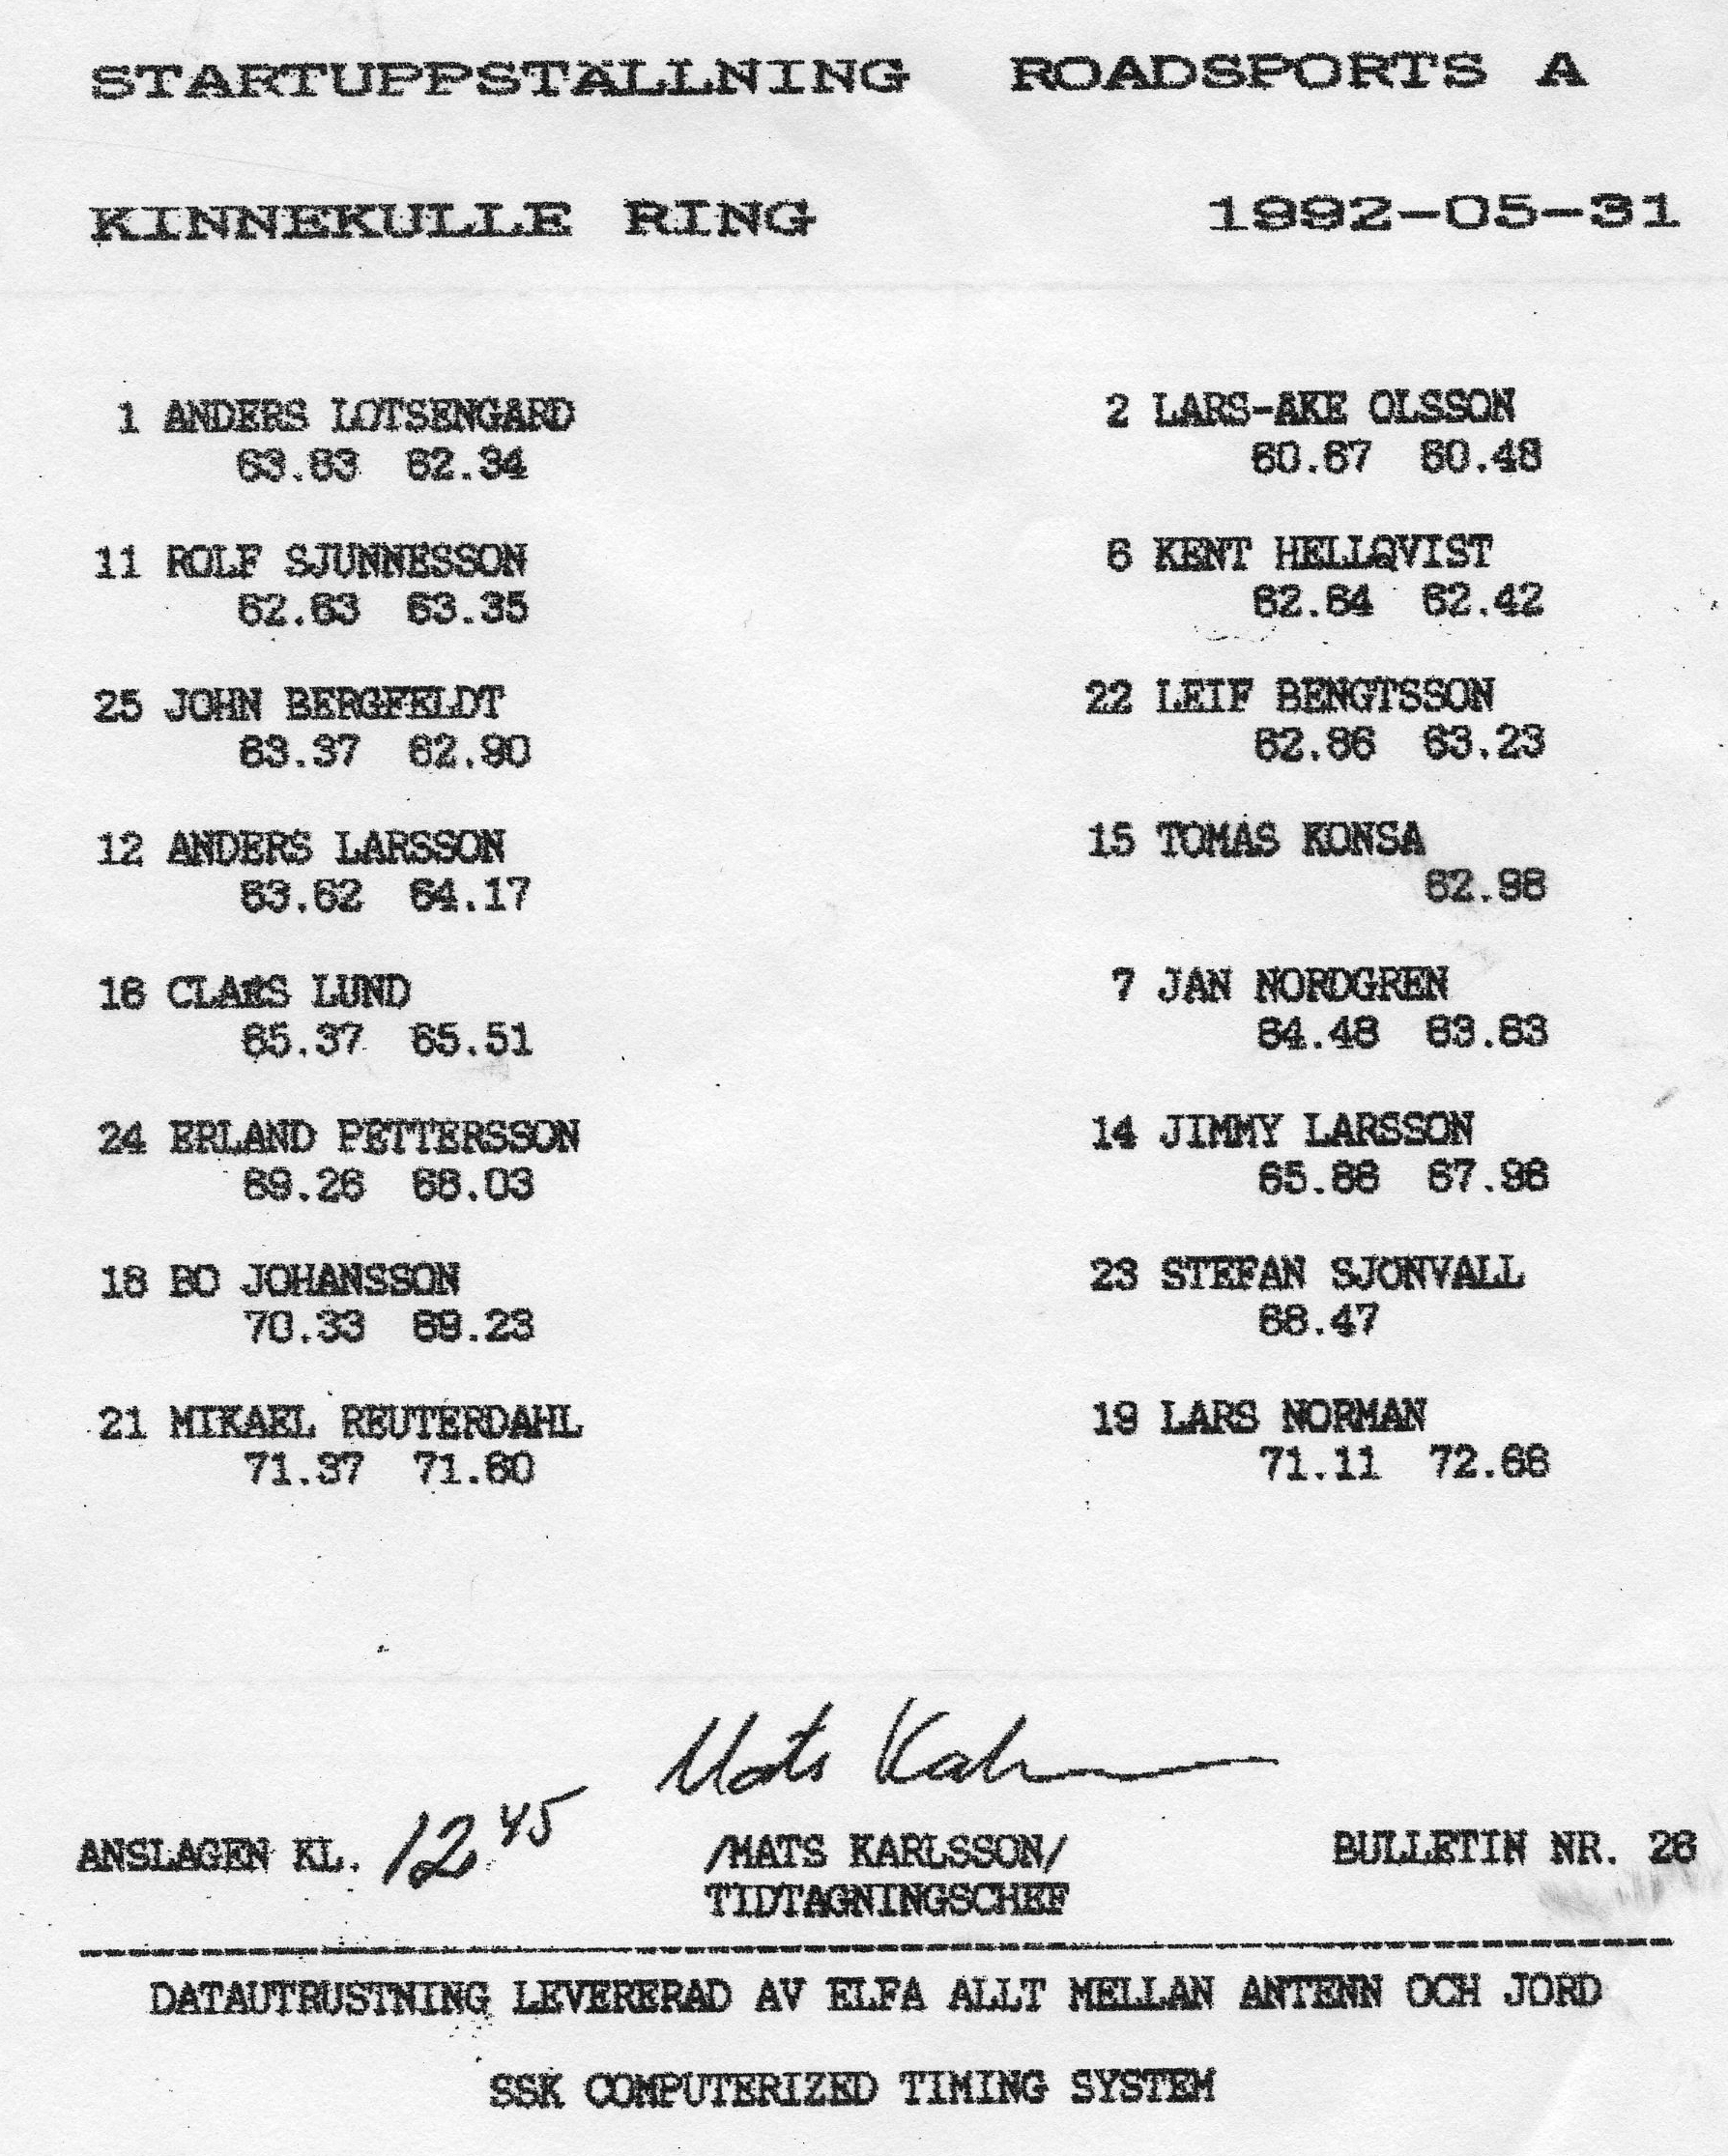 STARTUPPSTALLNING ROADSPORTS A
KINNEKULLE RING 1992-05-31
1 ANDERS LOTSENGARD
63.83 62.34
2 LARS-AKE OLSSON
60.67 60.48
11 ROLF SJUNNESSON
62.63 63.35
6 KENT HELLQVIST
62.64 62.42
25 JOHN BERGFELDT
63.37 62.90
22 LEIF BENGTSSON
62.86 63.23
12 ANDERS LARSSON
63.62 64.17
15 TOMAS KONSA
62.98
16 CLAES LUND
65.37 65.51
7 JAN NORDGREN
64.48 63.83
24 ERLAND PETTERSSON
69.26 68.03
14 JIMMY LARSSON
65.86 67.96
18 BO JOHANSSON
70.33 69.23
23 STEFAN SJONVALL
68.47
21 MIKAEL REUTERDAHL
71.37 71.60
19 LARS NORMAN
71.11 72.68
Mats Karlsson
ANSLAGEN KL. 12 45 /MATS KARLSSON/ BULLETIN NR. 26
TIDTAGNINGSCHEF
DATAUTRUSTNING LEVERERAD AV ELFA ALLT MELLAN ANTENN OCH JORD
SSK COMPUTERIZED TIMING SYSTEM